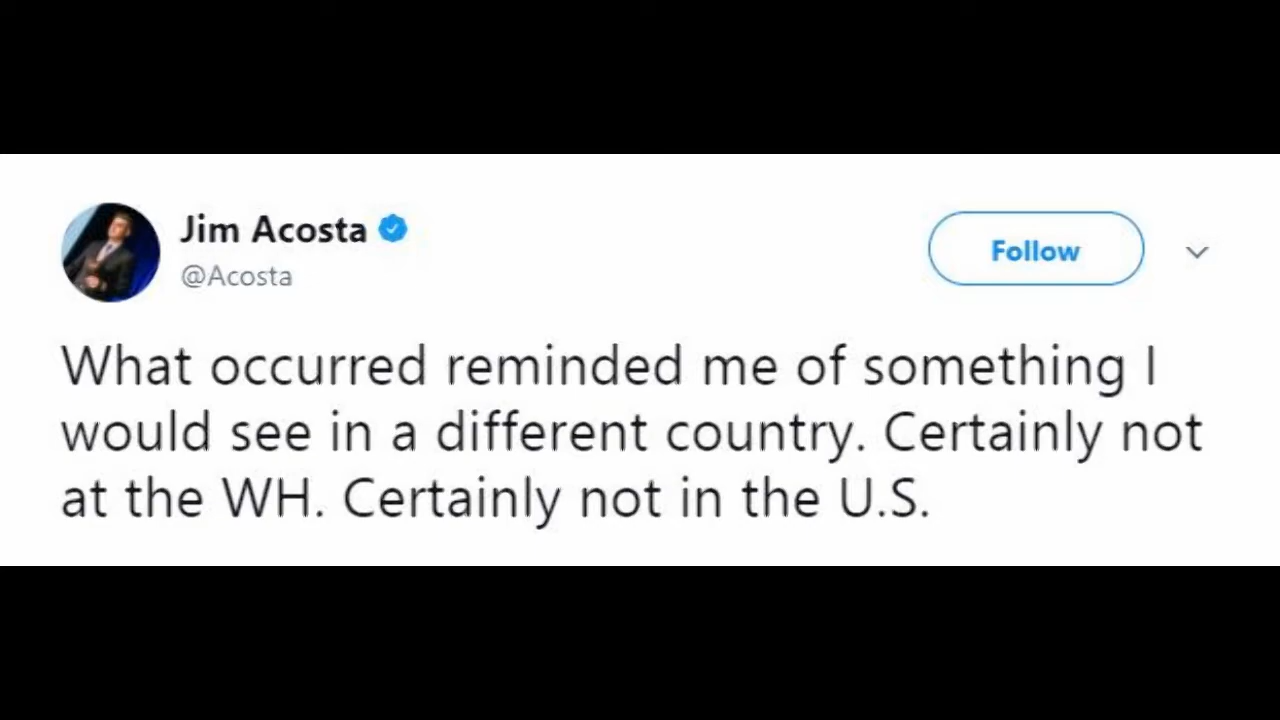 Jim Acosta
@Acosta
Follow
What occurred reminded me of something I
would see in a different country. Certainly not
at the WH. Certainly not in the U.S.